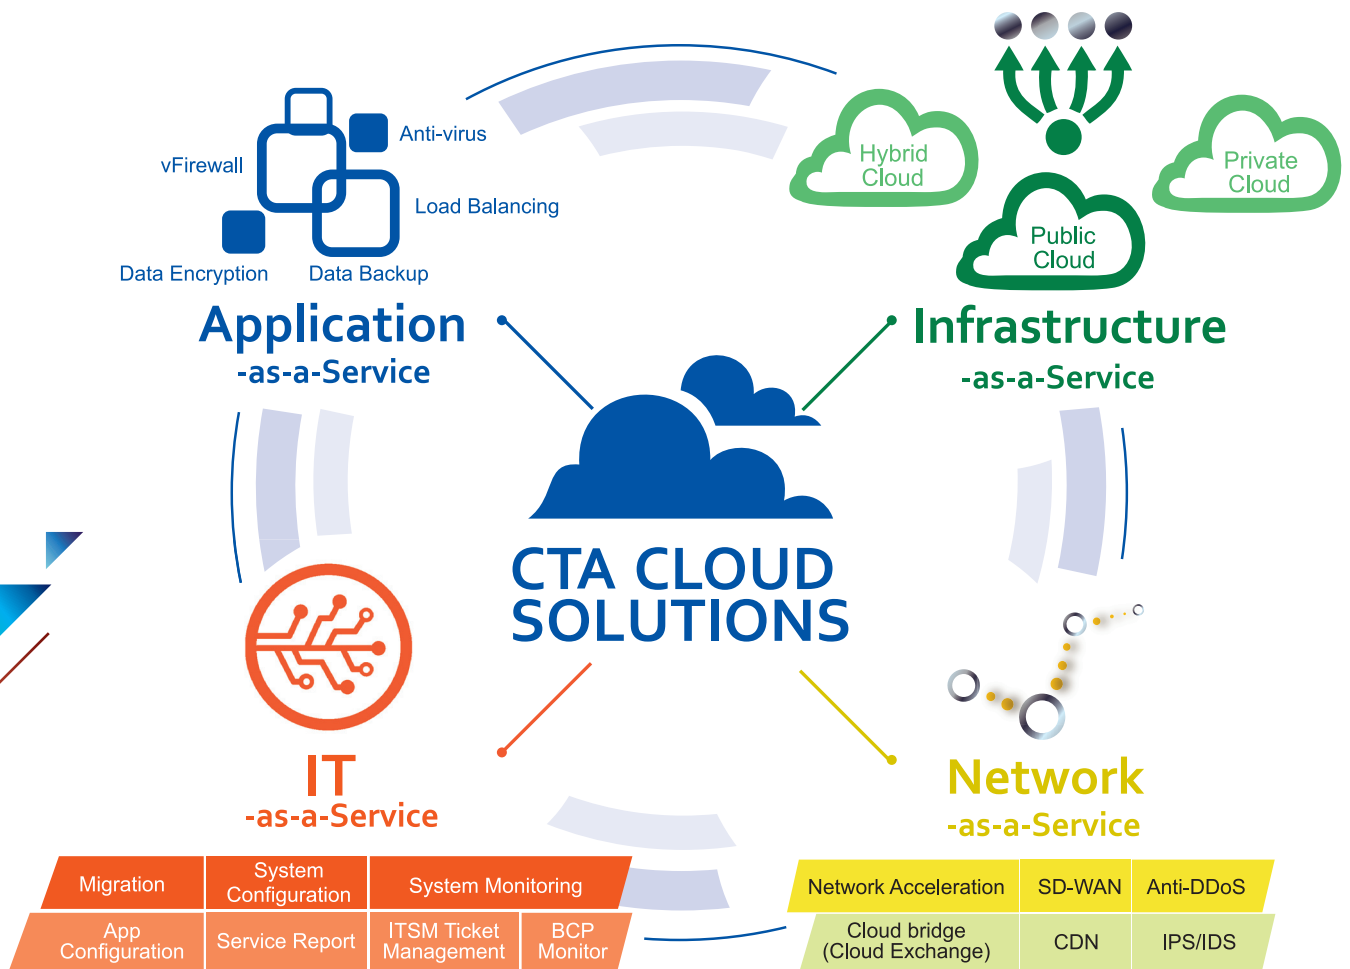 Anti-virus
vFirewall
Load Balancing
Data Encryption
Data Backup
Application
-as-a-Service
Hybrid
Cloud
Private
Cloud
Public
Cloud
Infrastructure
-as-a-Service
CTA CLOUD
SOLUTIONS
IT
-as-a-Service
Migration
System
Configuration
System Monitoring
App
Configuration
Service Report
ITSM Ticket
Management
BCP
Monitor
Network
-as-a-Service
Network Acceleration
SD-WAN
Anti-DDoS
Cloud bridge
(Cloud Exchange)
CDN
IPS/IDS